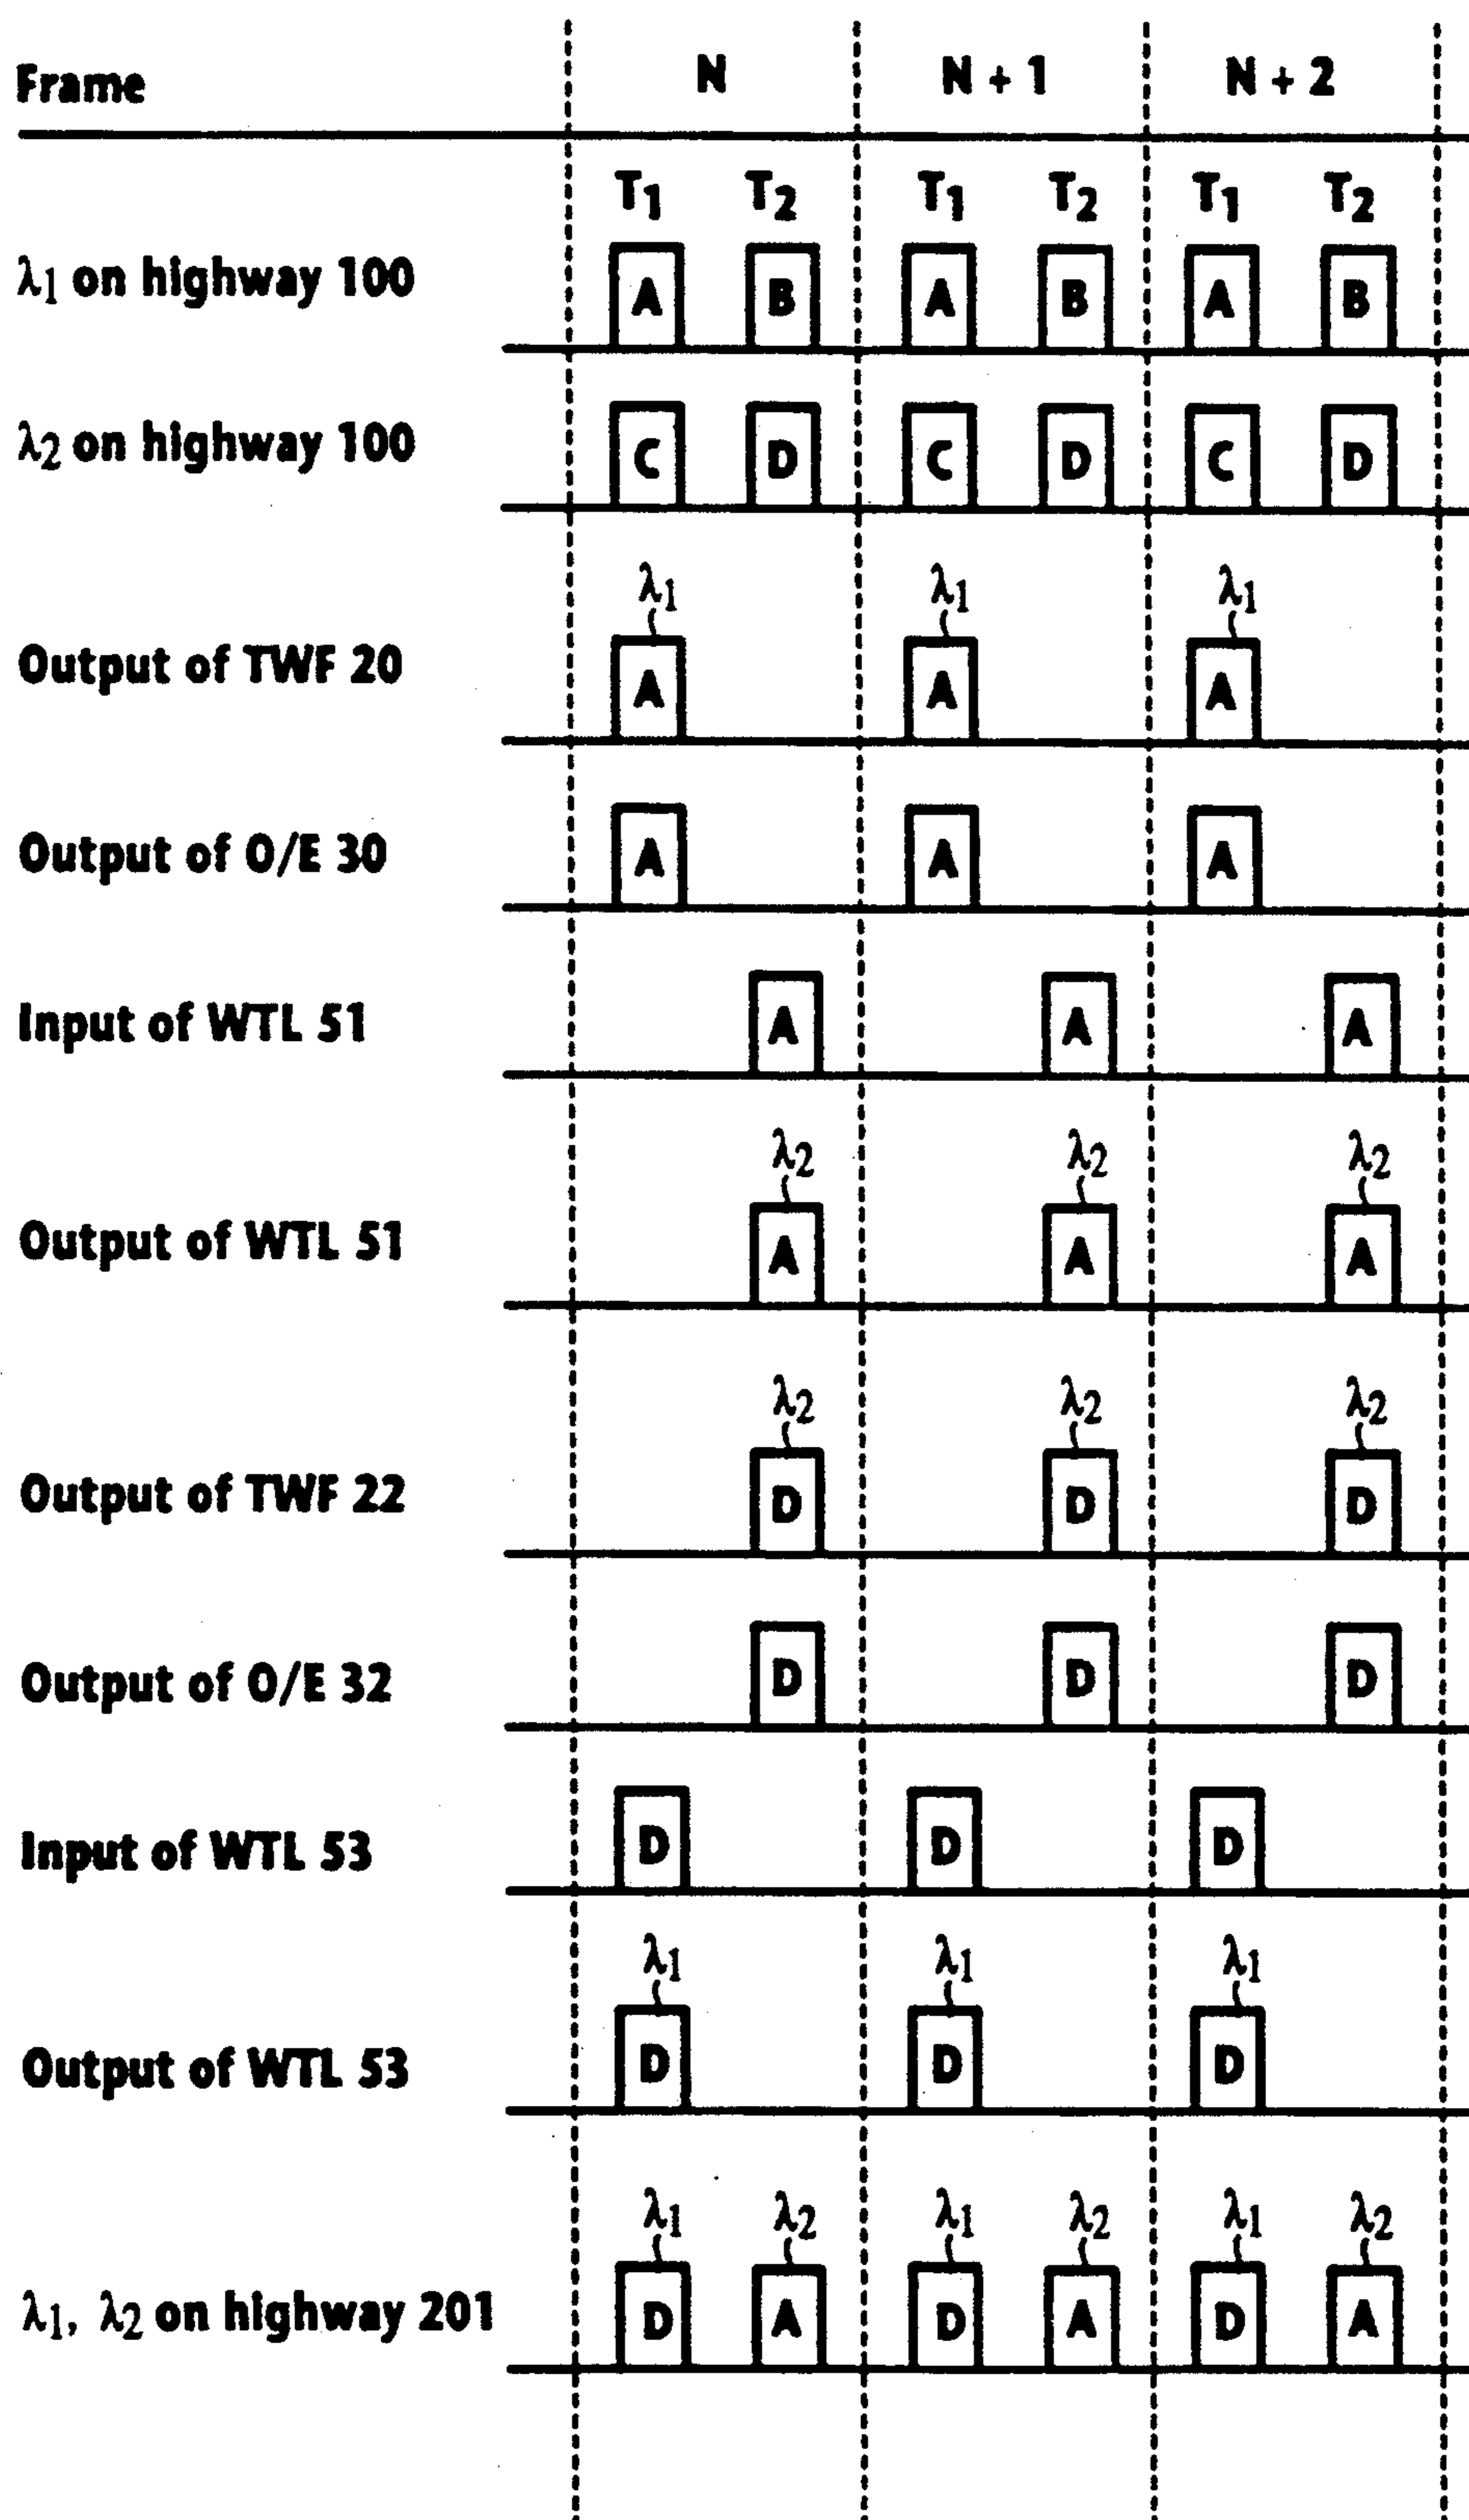 Frame N N + 1 N + 2
T1 T2 T1 T2 T1 T2
λ1 on highway 100 A B A B A B
λ2 on highway 100 C D C D C D
λ1 λ1 λ1
Output of TWF 20 A A A
Output of O/E 30 A A A
Input of WTL 51 A A A
λ2 λ2 λ2
Output of WTL 51 A A A
λ2 λ2 λ2
Output of TWF 22 D D D
Output of O/E 32 D D D
Input of WTL 53 D D D
λ1 λ1 λ1
Output of WTL 53 D D D
λ1 λ2 λ1 λ2 λ1 λ2
λ1, λ2 on highway 201 D A D A D A